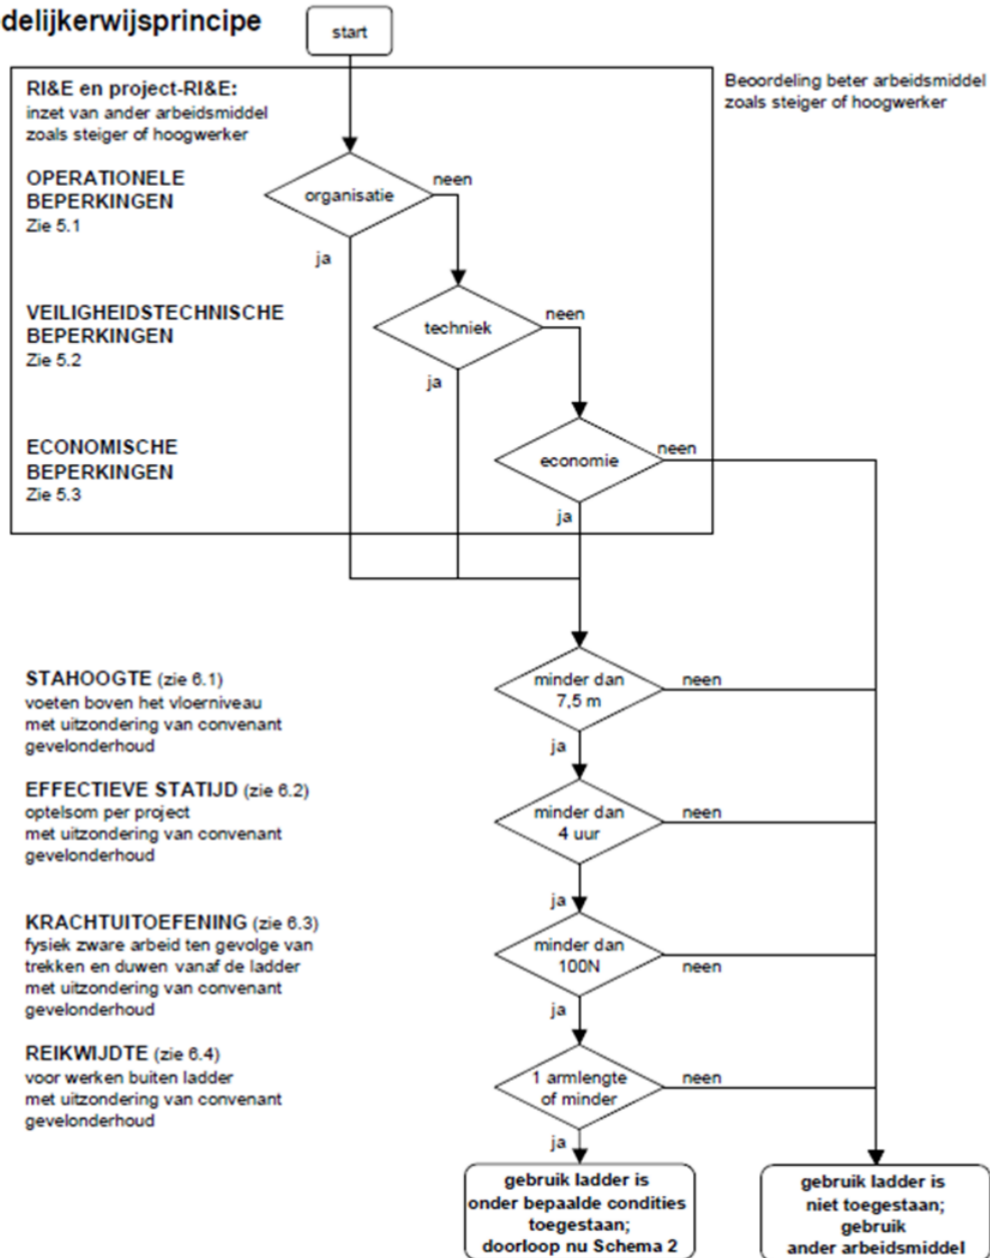 delijkerwijsprincipe
start
RI&E en project-RI&E:
inzet van ander arbeidsmiddel
zoals steiger of hoogwerker
Beoordeling beter arbeidsmiddel
zoals steiger of hoogwerker
OPERATIONELE
BEPERKINGEN
Zie 5.1
organisatie
neen
ja
VEILIGHEIDSTECHNISCHE
BEPERKINGEN
Zie 5.2
techniek
neen
ja
ECONOMISCHE
BEPERKINGEN
Zie 5.3
economie
neen
ja
STAHOOGTE (zie 6.1)
voeten boven het vloerniveau
met uitzondering van convenant
gevelonderhoud
minder dan
7,5 m
neen
ja
EFFECTIEVE STATIJD (zie 6.2)
optelsom per project
met uitzondering van convenant
gevelonderhoud
minder dan
4 uur
neen
ja
KRACHTUITOEFENING (zie 6.3)
fysiek zware arbeid ten gevolge van
trekken en duwen vanaf de ladder
met uitzondering van convenant
gevelonderhoud
minder dan
100N
neen
ja
REIKWIJDTE (zie 6.4)
voor werken buiten ladder
met uitzondering van convenant
gevelonderhoud
1 armlengte
of minder
neen
ja
gebruik ladder is
onder bepaalde condities
toegestaan;
doorloop nu Schema 2
gebruik ladder is
niet toegestaan;
gebruik
ander arbeidsmiddel